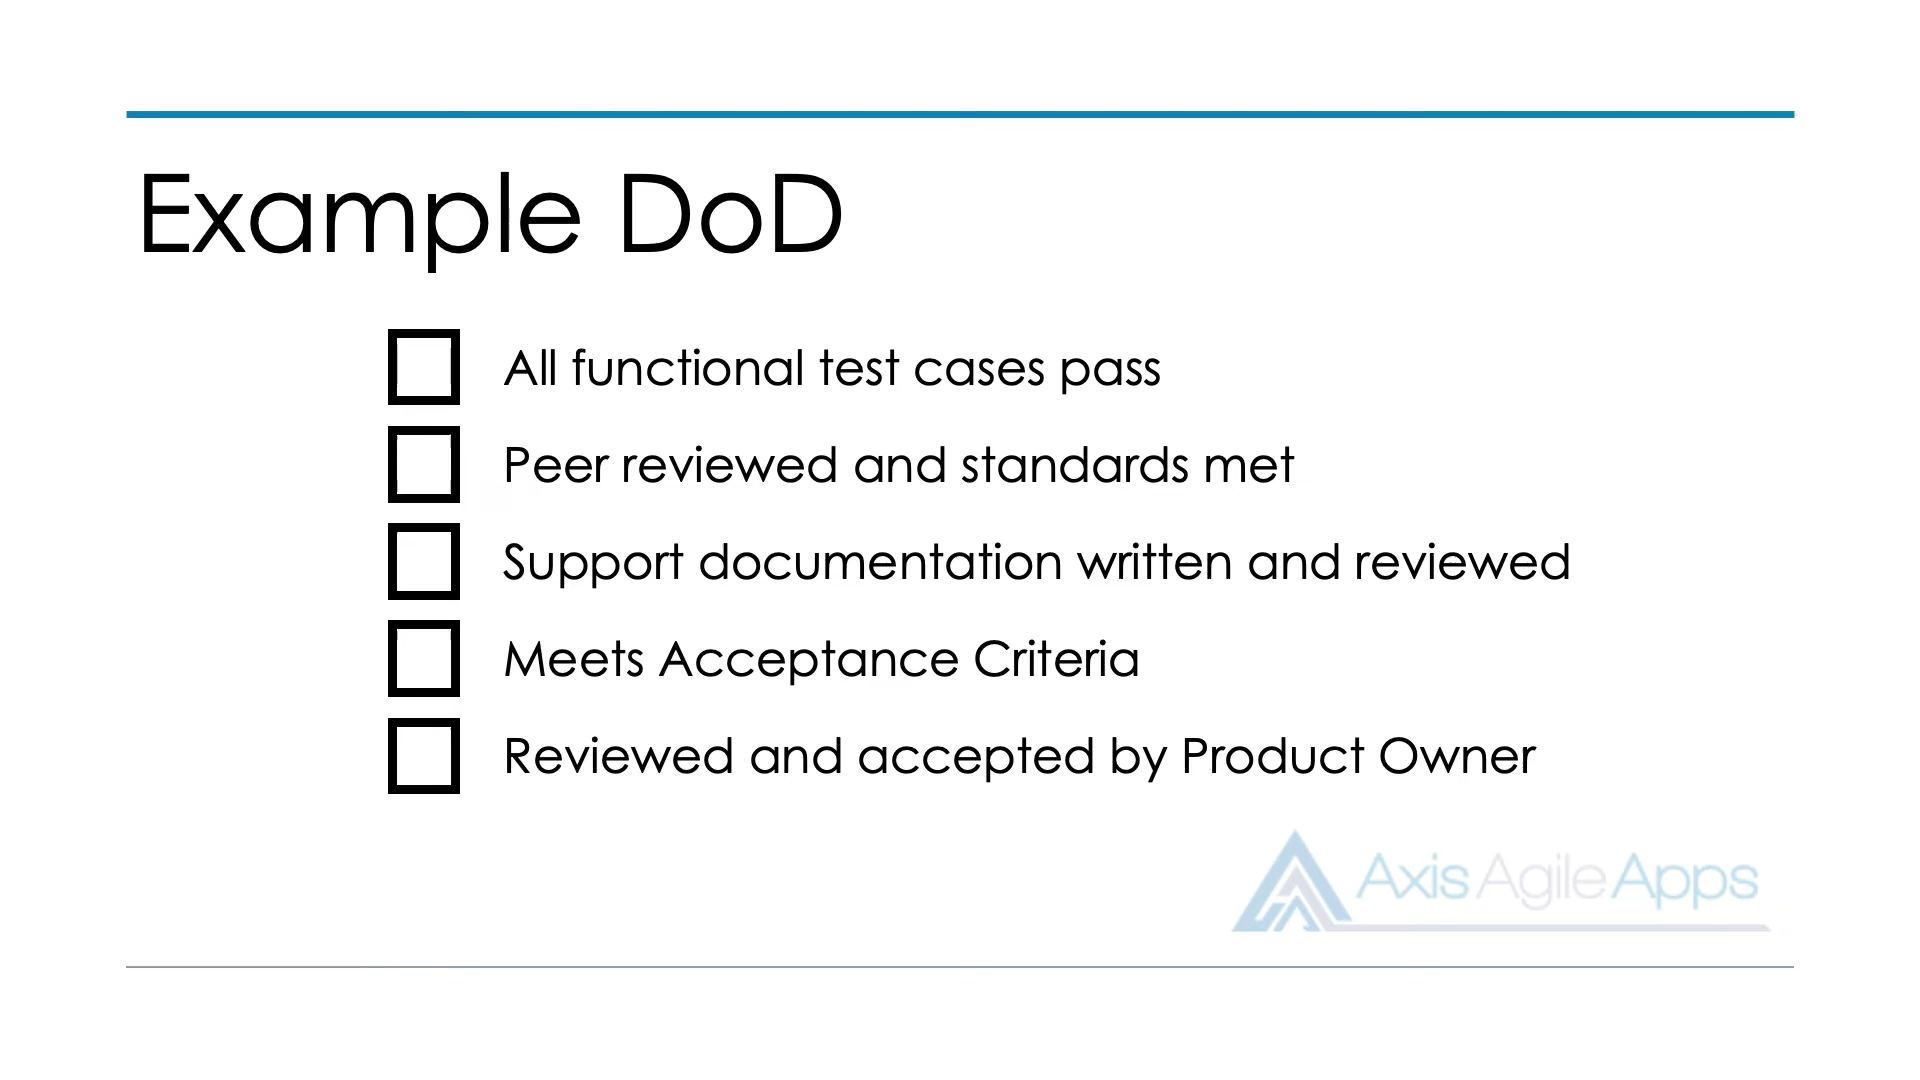 Example DoD
All functional test cases pass
Peer reviewed and standards met
Support documentation written and reviewed
Meets Acceptance Criteria
Reviewed and accepted by Product Owner
Axis Agile Apps